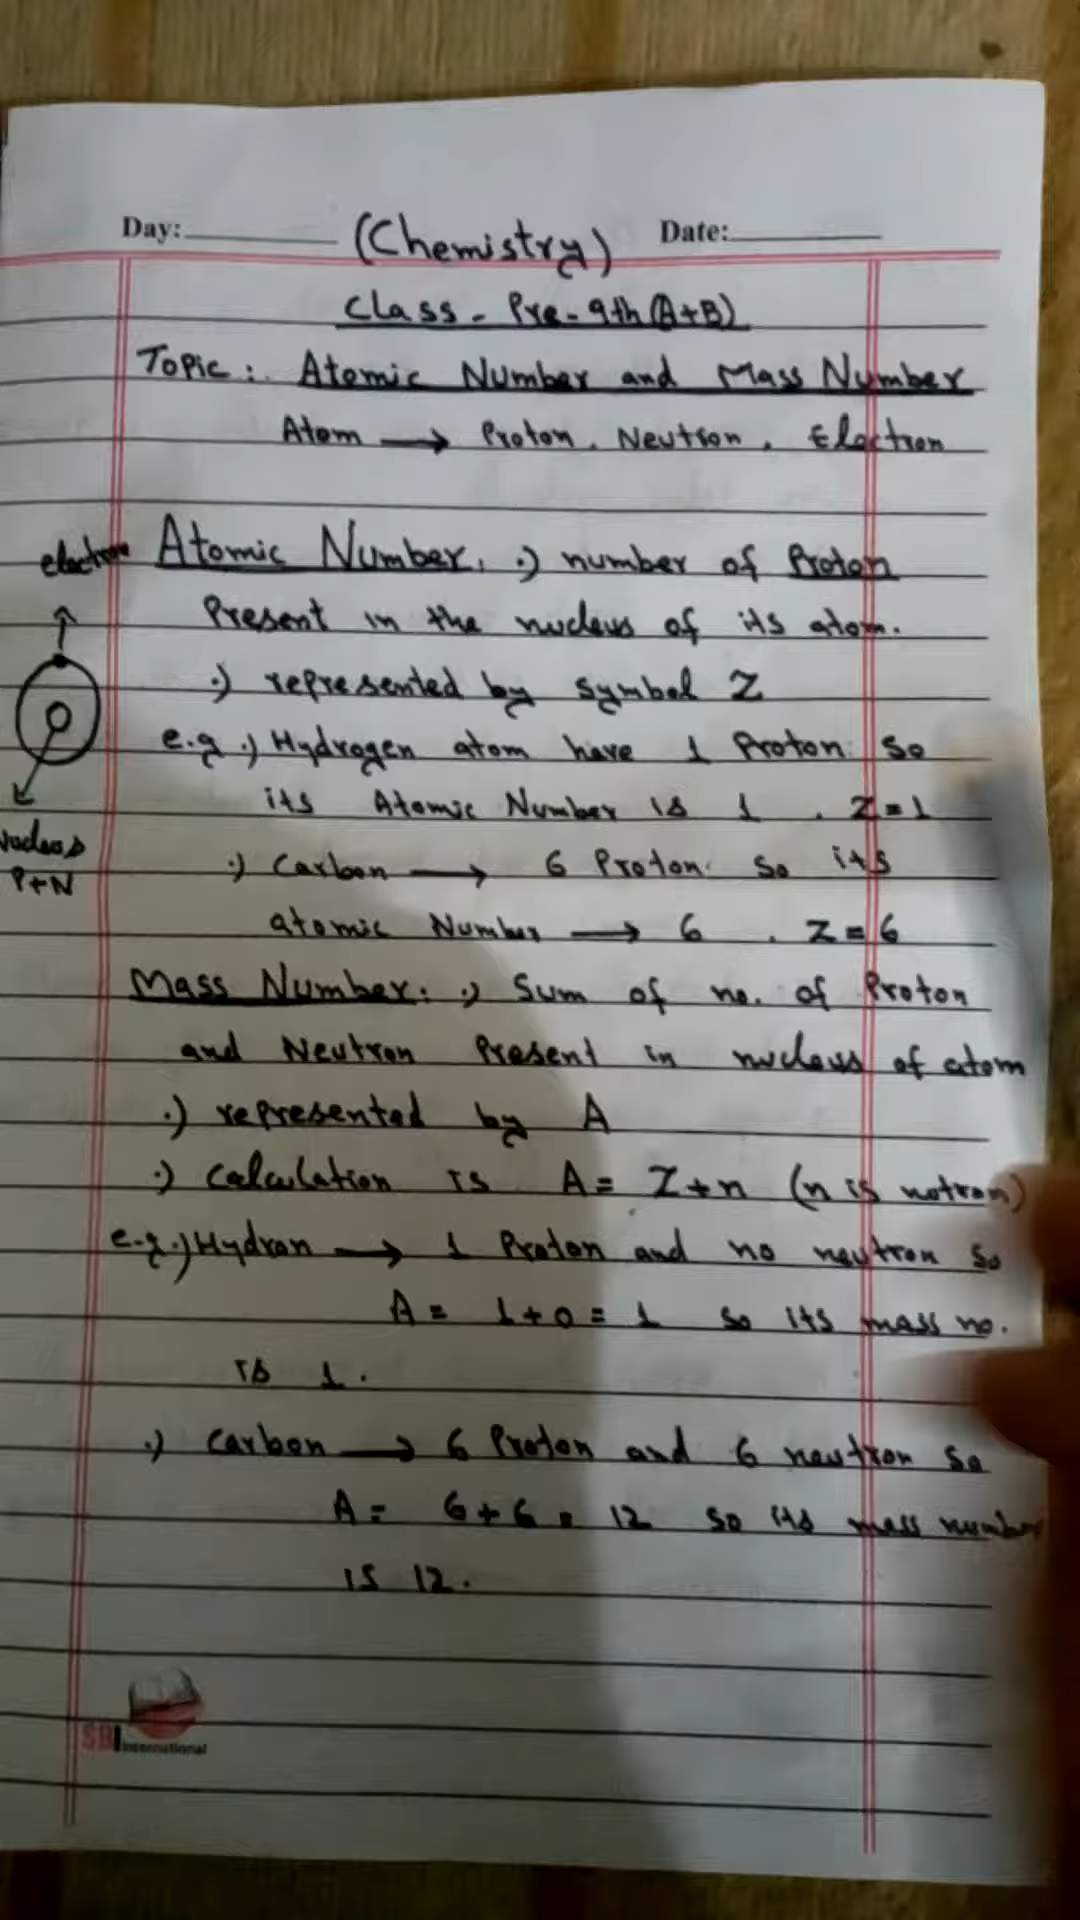 Day: (Chemistry) Date:
Class - Pre-9th (A+B)
Topic: Atomic Number and Mass Number
Atom → Proton, Neutron, Electron
electron
Atomic Number. .) number of Proton
Present in the nucleus of its atom.
.) represented by symbol Z
e.g .) Hydrogen atom have 1 Proton. So
its Atomic Number is 1 . Z=1
Nucleus
P+N
.) Carbon → 6 Proton. So its
atomic Number → 6 . Z=6
Mass Number: .) Sum of no. of Proton
and Neutron Present in nucleus of atom
.) represented by A
.) Calculation is A= Z+n (n is notron)
e.g.) Hydron → 1 Proton and no neutron so
A= 1+0=1 so its mass no.
is 1.
.) Carbon → 6 Proton and 6 neutron so
A= 6+6=12 so its mass number
is 12.
SBI
International